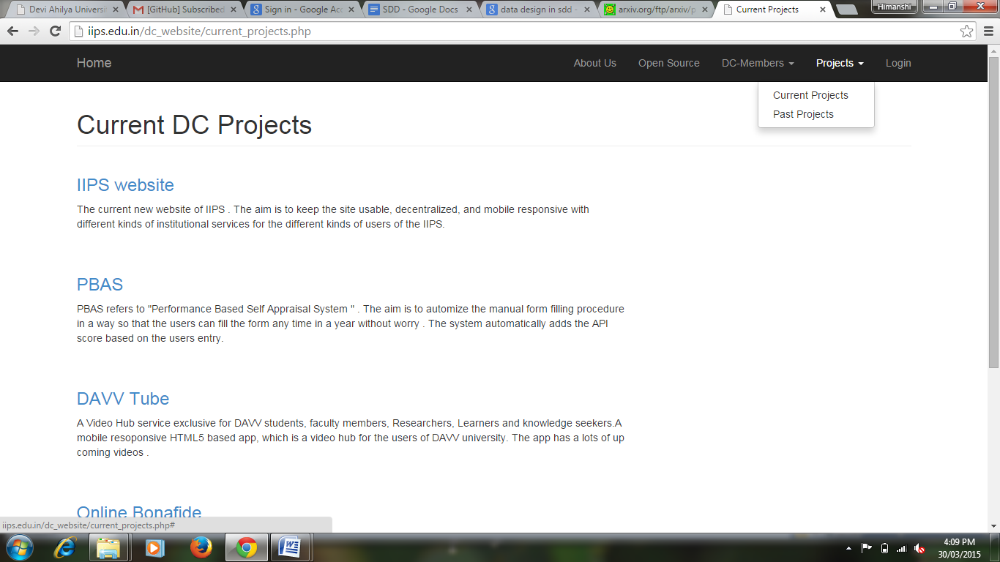 Devi Ahilya Universi
[GitHub] Subscribed
Sign in - Google Acc
SDD - Google Docs
data design in sdd -
arxiv.org/ftp/arxiv/p
Current Projects
Himanshi
iips.edu.in/dc_website/current_projects.php
Home
About Us
Open Source
DC-Members
Projects
Login
Current Projects
Past Projects
Current DC Projects
IIPS website
The current new website of IIPS . The aim is to keep the site usable, decentralized, and mobile responsive with
different kinds of institutional services for the different kinds of users of the IIPS.
PBAS
PBAS refers to "Performance Based Self Appraisal System " . The aim is to automize the manual form filling procedure
in a way so that the users can fill the form any time in a year without worry . The system automatically adds the API
score based on the users entry.
DAVV Tube
A Video Hub service exclusive for DAVV students, faculty members, Researchers, Learners and knowledge seekers.A
mobile resoponsive HTML5 based app, which is a video hub for the users of DAVV university. The app has a lots of up
coming videos .
Online Bonafide
iips.edu.in/dc_website/current_projects.php#
4:09 PM
30/03/2015